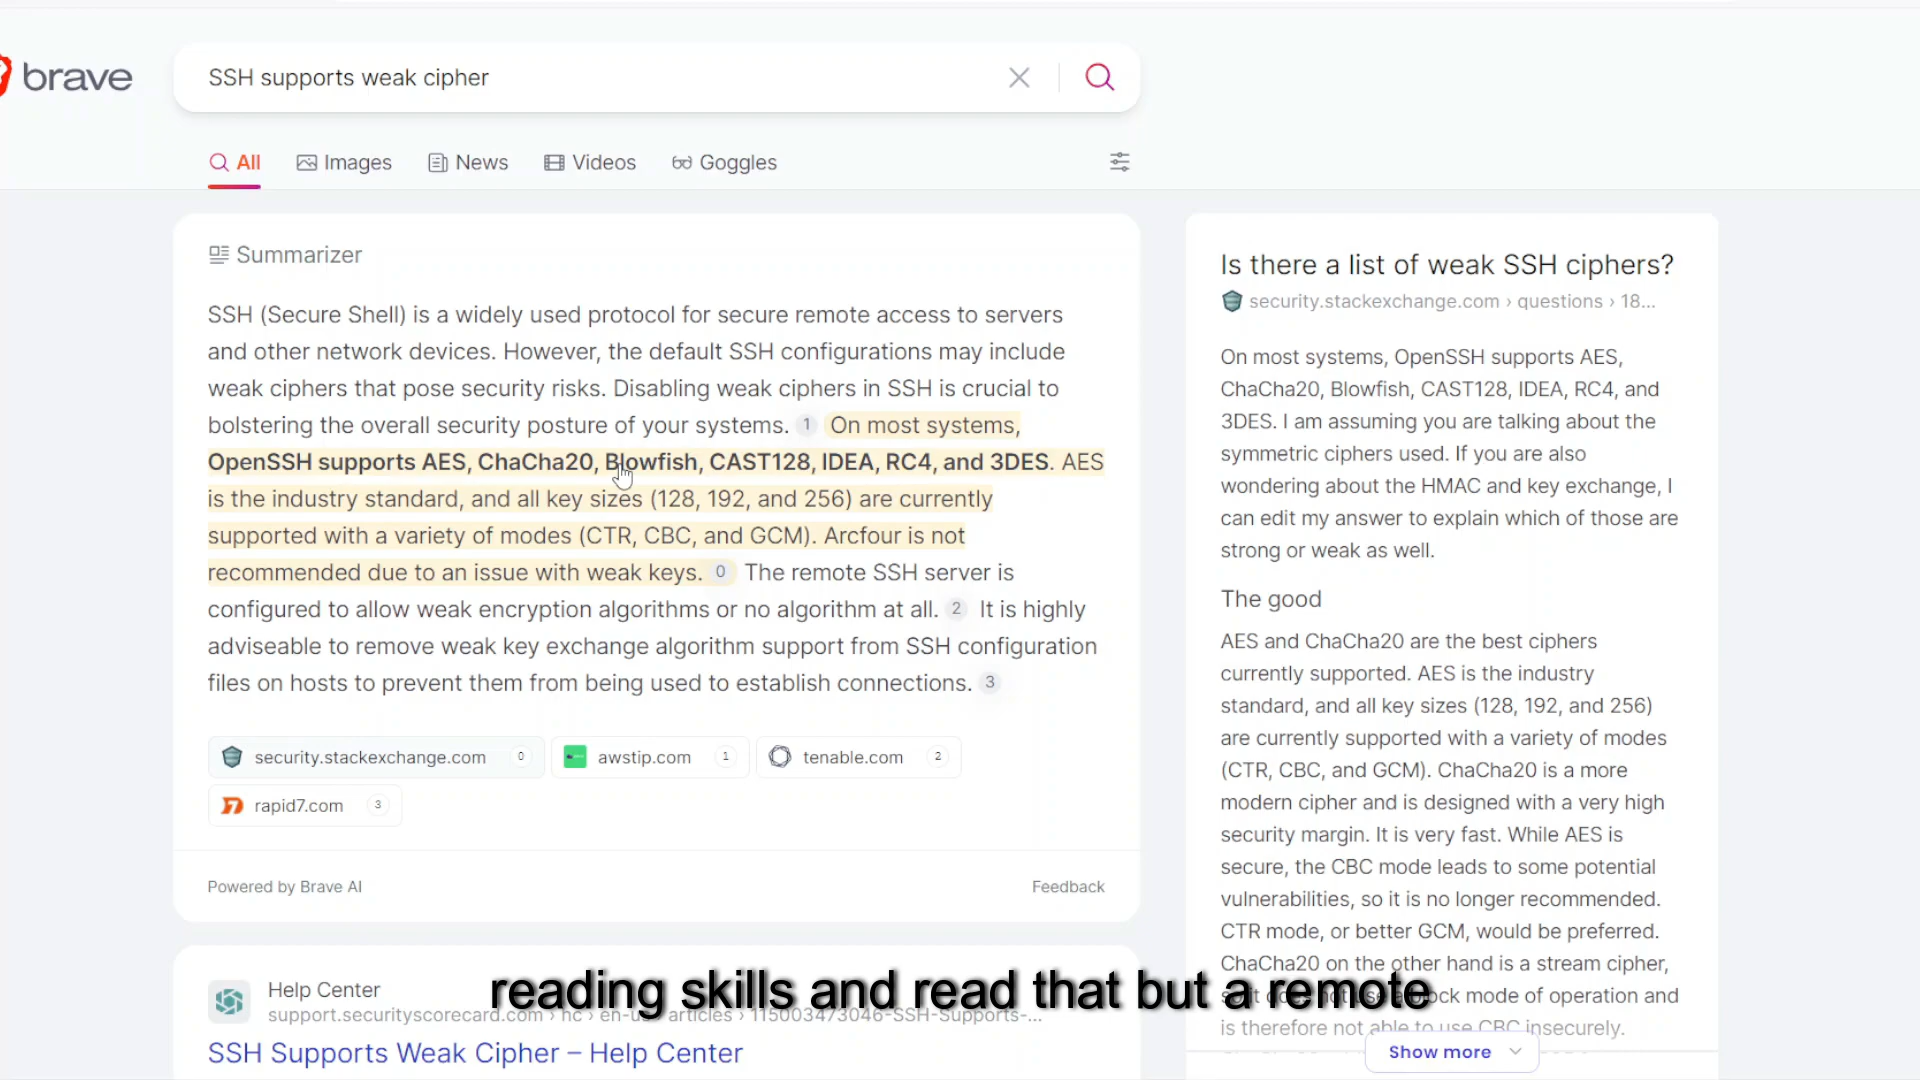 brave
SSH supports weak cipher
All
Images
News
Videos
Goggles
Summarizer
SSH (Secure Shell) is a widely used protocol for secure remote access to servers
and other network devices. However, the default SSH configurations may include
weak ciphers that pose security risks. Disabling weak ciphers in SSH is crucial to
bolstering the overall security posture of your systems. 1 On most systems,
OpenSSH supports AES, ChaCha20, Blowfish, CAST128, IDEA, RC4, and 3DES. AES
is the industry standard, and all key sizes (128, 192, and 256) are currently
supported with a variety of modes (CTR, CBC, and GCM). Arcfour is not
recommended due to an issue with weak keys. 0 The remote SSH server is
configured to allow weak encryption algorithms or no algorithm at all. 2 It is highly
adviseable to remove weak key exchange algorithm support from SSH configuration
files on hosts to prevent them from being used to establish connections. 3
security.stackexchange.com 0
awstip.com 1
tenable.com 2
rapid7.com 3
Powered by Brave AI
Feedback
Help Center
support.securityscorecard.com › hc › en-us articles › 115003473046-SSH-Supports-...
SSH Supports Weak Cipher – Help Center
Is there a list of weak SSH ciphers?
security.stackexchange.com › questions › 18...
On most systems, OpenSSH supports AES,
ChaCha20, Blowfish, CAST128, IDEA, RC4, and
3DES. I am assuming you are talking about the
symmetric ciphers used. If you are also
wondering about the HMAC and key exchange, I
can edit my answer to explain which of those are
strong or weak as well.
The good
AES and ChaCha20 are the best ciphers
currently supported. AES is the industry
standard, and all key sizes (128, 192, and 256)
are currently supported with a variety of modes
(CTR, CBC, and GCM). ChaCha20 is a more
modern cipher and is designed with a very high
security margin. It is very fast. While AES is
secure, the CBC mode leads to some potential
vulnerabilities, so it is no longer recommended.
CTR mode, or better GCM, would be preferred.
ChaCha20 on the other hand is a stream cipher,
so it does not use a block mode of operation and
is therefore not able to use CBC insecurely.
Show more
reading skills and read that but a remote